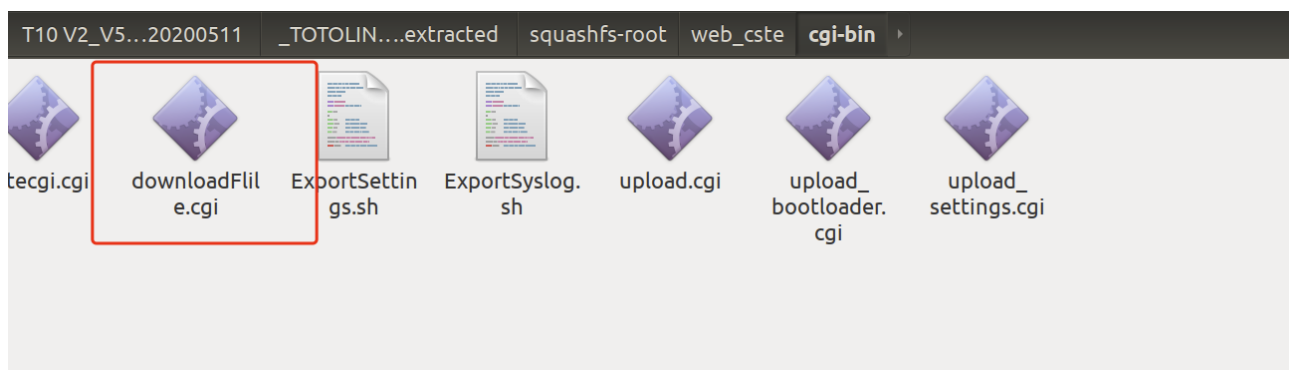 T10 V2_V5...20200511 _TOTOLIN....extracted squashfs-root web_cste cgi-bin
tecgi.cgi downloadFlil ExportSettin ExportSyslog. upload.cgi upload_ upload_
e.cgi gs.sh sh bootloader. settings.cgi
cgi